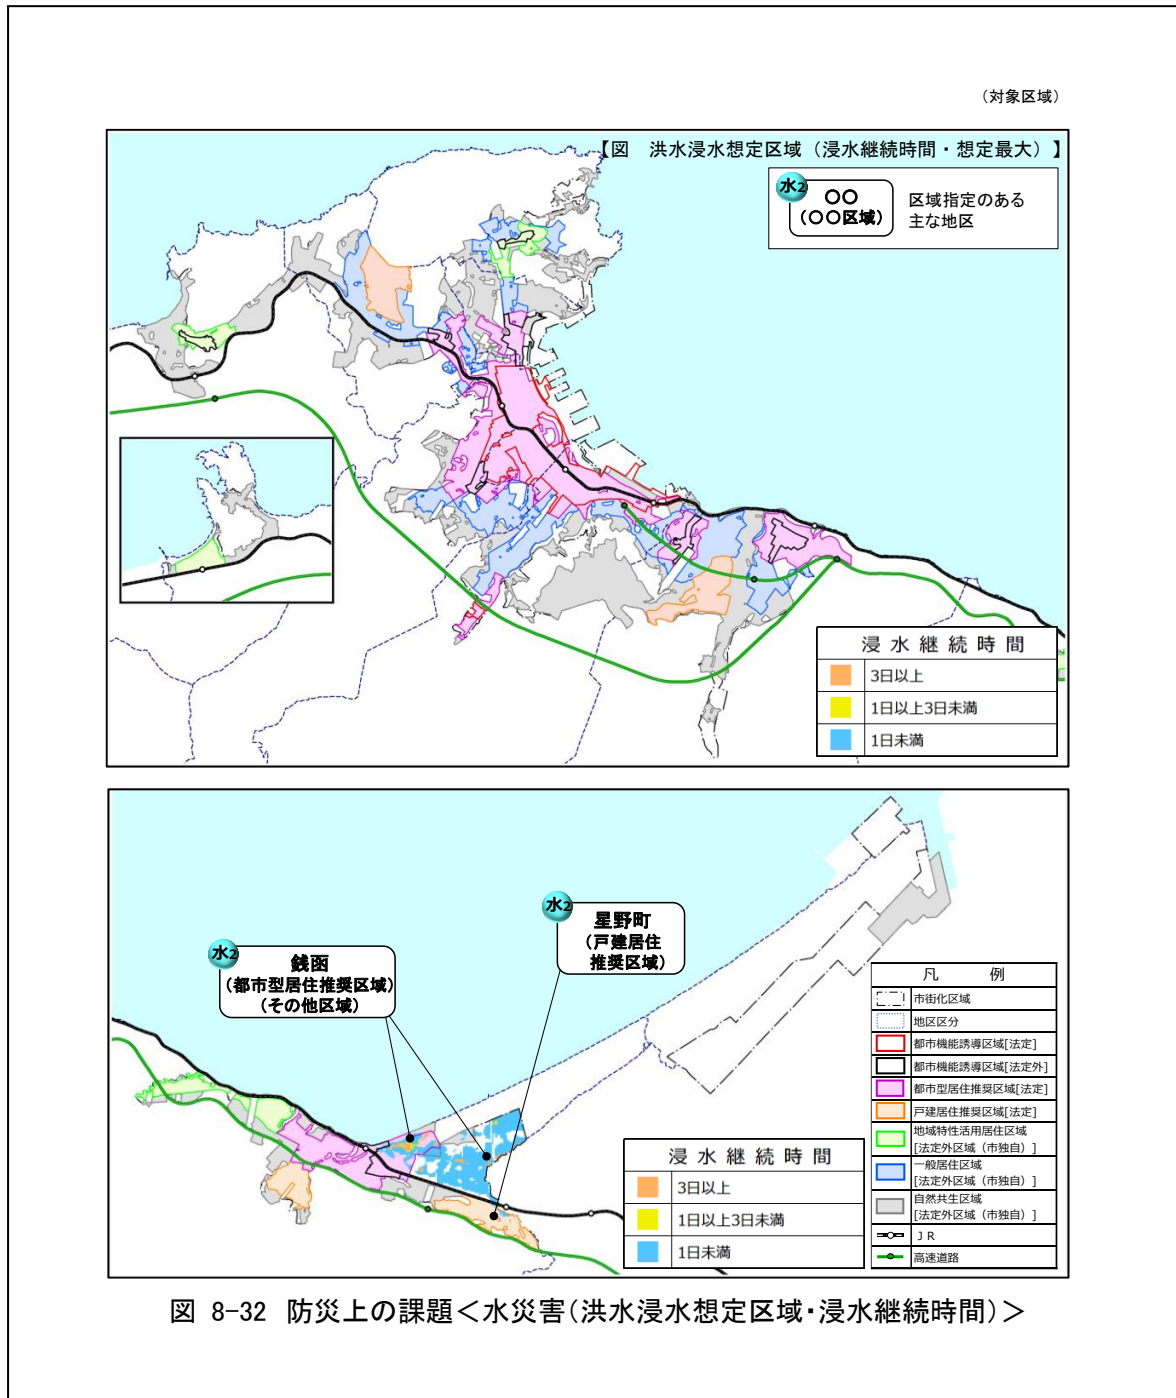 （対象区域）
【図　洪水浸水想定区域（浸水継続時間・想定最大）】
水2
〇〇
（〇〇区域）
区域指定のある
主な地区
浸水継続時間
3日以上
1日以上3日未満
1日未満
水2
星野町
（戸建居住
推奨区域）
水2
銭函
（都市型居住推奨区域）
（その他区域）
凡　例
市街化区域
地区区分
都市機能誘導区域[法定]
都市機能誘導区域[法定外]
都市型居住推奨区域[法定]
戸建居住推奨区域[法定]
地域特性活用居住区域
[法定外区域（市独自）]
一般居住区域
[法定外区域（市独自）]
自然共生区域
[法定外区域（市独自）]
ＪＲ
高速道路
浸水継続時間
3日以上
1日以上3日未満
1日未満
図 8-32 防災上の課題＜水災害（洪水浸水想定区域・浸水継続時間）＞